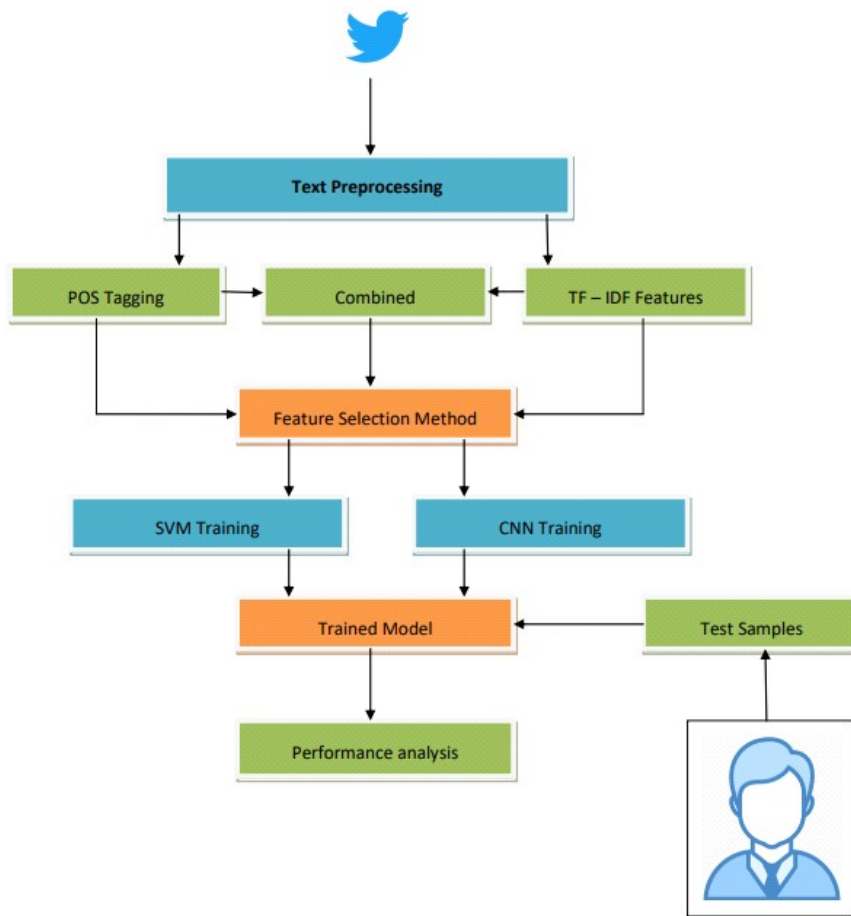 Text Preprocessing
POS Tagging
Combined
TF – IDF Features
Feature Selection Method
SVM Training
CNN Training
Trained Model
Test Samples
Performance analysis